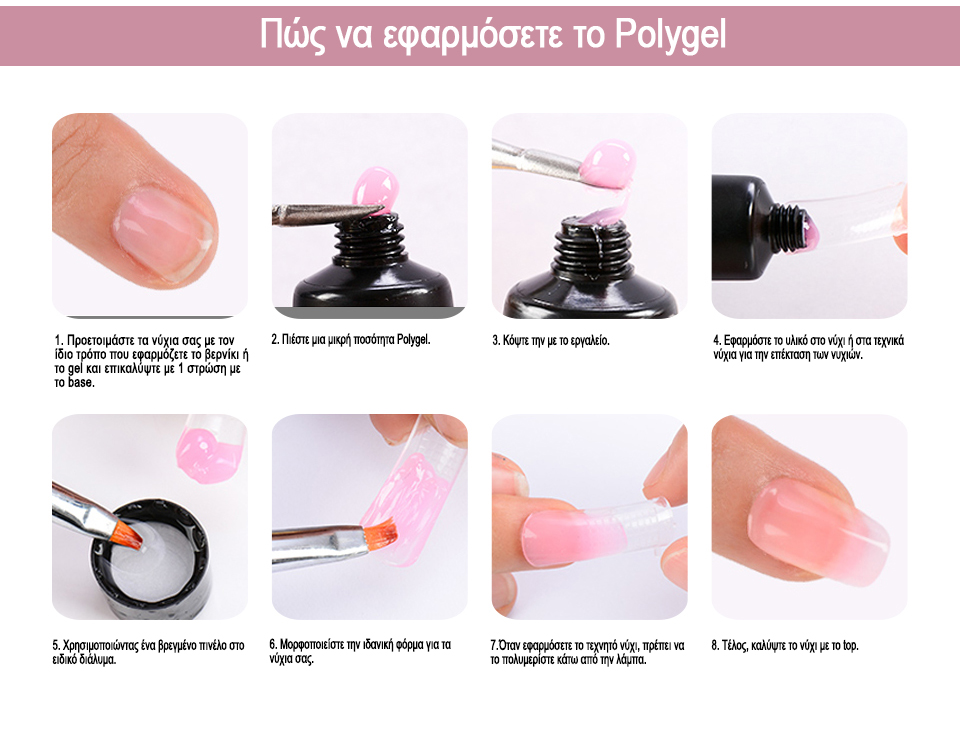 Πώς να εφαρμόσετε το Polygel
1. Προετοιμάστε τα νύχια σας με τον
ίδιο τρόπο που εφαρμόζετε το βερνίκι ή
το gel και επικαλύψτε με 1 στρώση με
το base.
2. Πιέστε μια μικρή ποσότητα Polygel.
3. Κόψτε την με το εργαλείο.
4. Εφαρμόστε το υλικό στο νύχι ή στα τεχνικά
νύχια για την επέκταση των νυχιών.
5. Χρησιμοποιώντας ένα βρεγμένο πινέλο στο
ειδικό διάλυμα.
6. Μορφοποιείστε την ιδανική φόρμα για τα
νύχια σας.
7.Όταν εφαρμόσετε το τεχνητό νύχι, πρέπει να
το πολυμερίστε κάτω από την λάμπα.
8. Τέλος, καλύψτε το νύχι με το top.